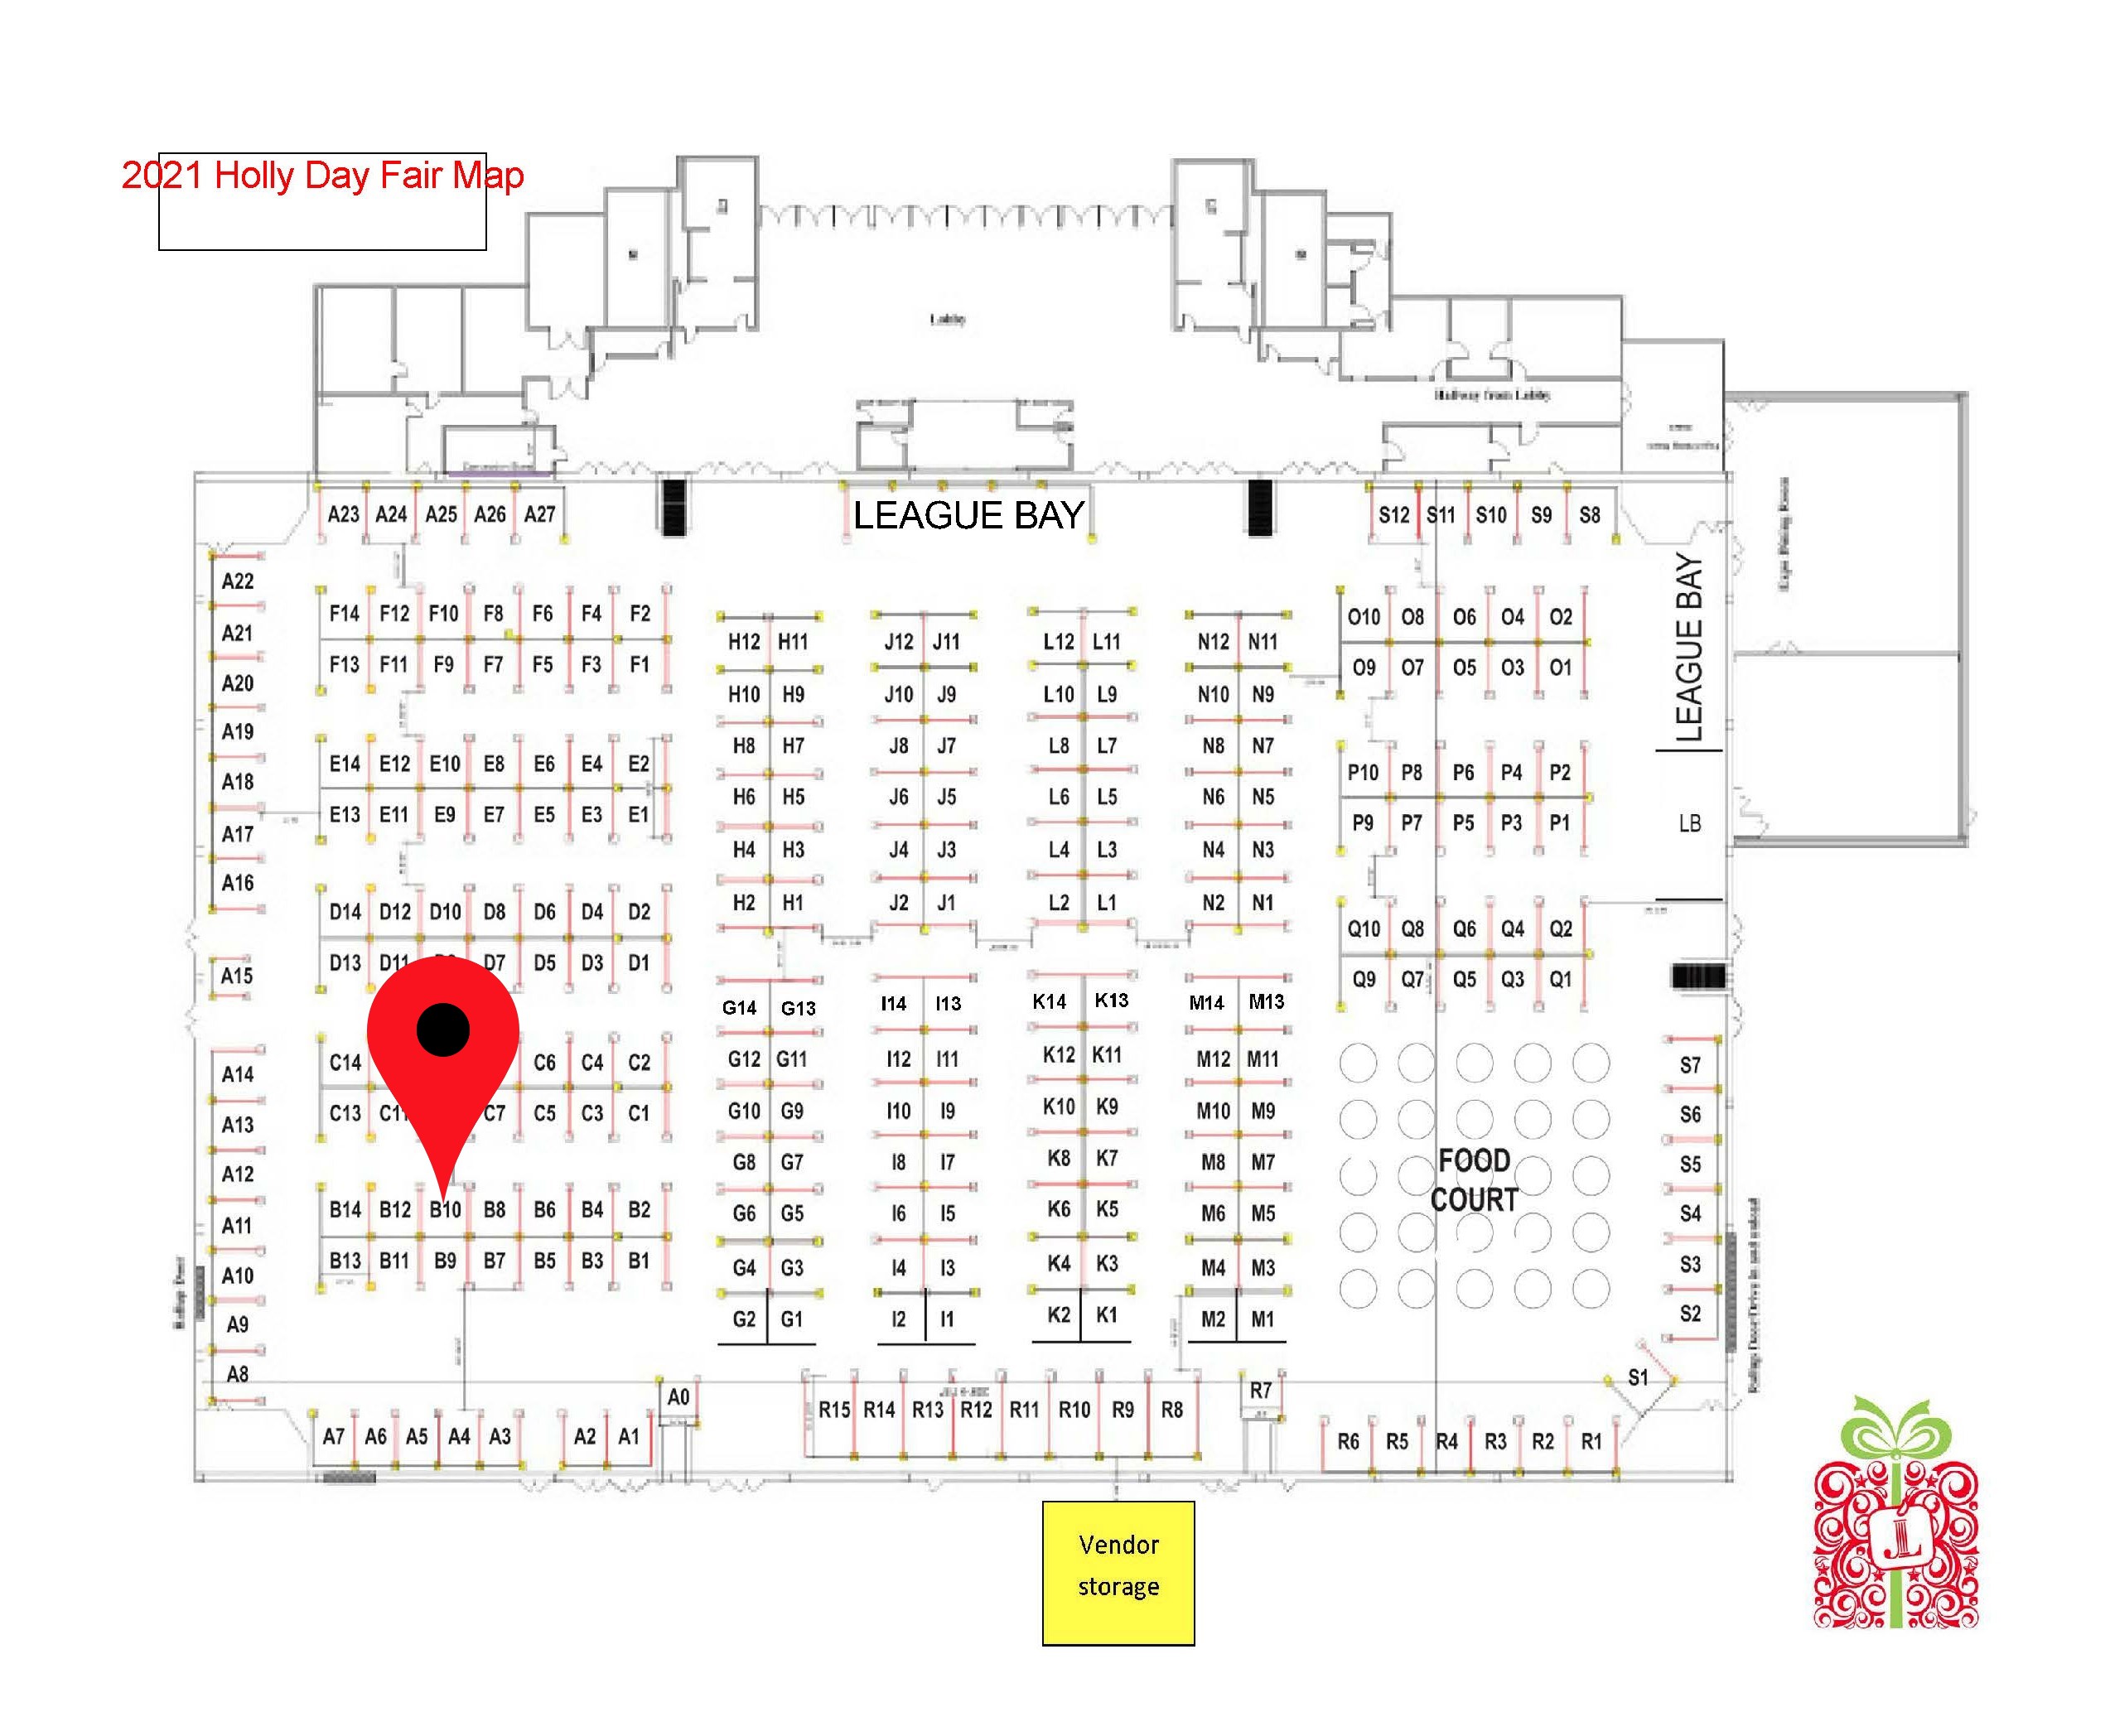 2021 Holly Day Fair Map
Lobby
Hallway from Lobby
LEAGUE BAY
A23 A24 A25 A26 A27
S12 S11 S10 S9 S8
A22
A21
A20
A19
A18
A17
A16
A15
A14
A13
A12
A11
A10
A9
A8
F14 F12 F10 F8 F6 F4 F2
F13 F11 F9 F7 F5 F3 F1
E14 E12 E10 E8 E6 E4 E2
E13 E11 E9 E7 E5 E3 E1
D14 D12 D10 D8 D6 D4 D2
D13 D11 D7 D5 D3 D1
C14 C6 C4 C2
C13 C7 C5 C3 C1
B14 B12 B10 B8 B6 B4 B2
B13 B11 B9 B7 B5 B3 B1
H12 H11 J12 J11 L12 L11 N12 N11
H10 H9 J10 J9 L10 L9 N10 N9
H8 H7 J8 J7 L8 L7 N8 N7
H6 H5 J6 J5 L6 L5 N6 N5
H4 H3 J4 J3 L4 L3 N4 N3
H2 H1 J2 J1 L2 L1 N2 N1
G14 G13 I14 I13 K14 K13 M14 M13
G12 G11 I12 I11 K12 K11 M12 M11
G10 G9 I10 I9 K10 K9 M10 M9
G8 G7 I8 I7 K8 K7 M8 M7
G6 G5 I6 I5 K6 K5 M6 M5
G4 G3 I4 I3 K4 K3 M4 M3
G2 G1 I2 I1 K2 K1 M2 M1
O10 O8 O6 O4 O2
O9 O7 O5 O3 O1
P10 P8 P6 P4 P2
P9 P7 P5 P3 P1
Q10 Q8 Q6 Q4 Q2
Q9 Q7 Q5 Q3 Q1
LEAGUE BAY
LB
FOOD
COURT
S7
S6
S5
S4
S3
S2
S1
A7 A6 A5 A4 A3 A2 A1
A0
R15 R14 R13 R12 R11 R10 R9 R8
R7
R6 R5 R4 R3 R2 R1
Vendor
storage
JL